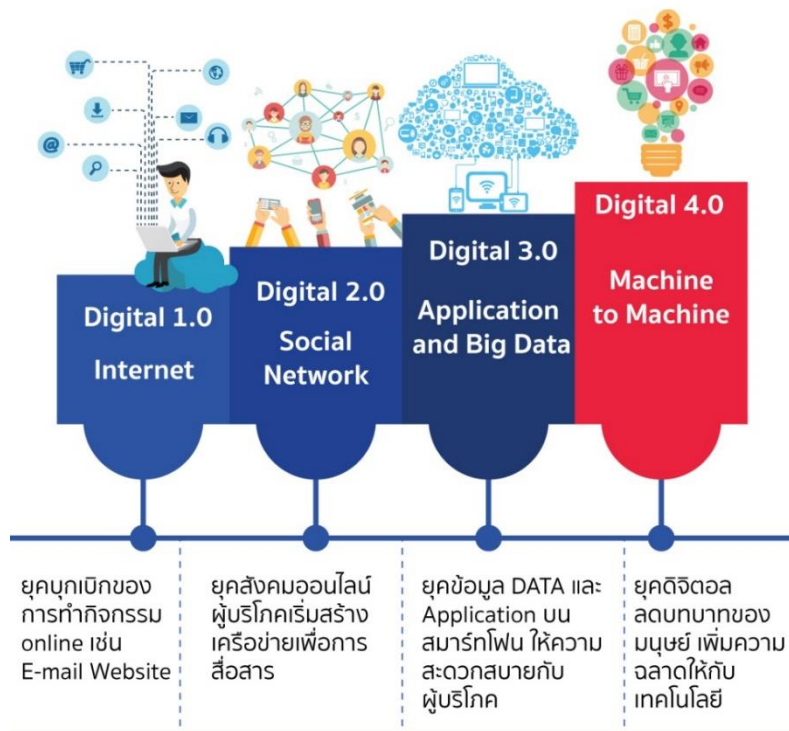 Digital 1.0
Internet
Digital 2.0
Social
Network
Digital 3.0
Application
and Big Data
Digital 4.0
Machine
to Machine
ยุคบุกเบิกของ
การทำกิจกรรม
online เช่น
E-mail Website
ยุคสังคมออนไลน์
ผู้บริโภคเริ่มสร้าง
เครือข่ายเพื่อการ
สื่อสาร
ยุคข้อมูล DATA และ
Application บน
สมาร์ทโฟน ให้ความ
สะดวกสบายกับ
ผู้บริโภค
ยุคดิจิตอล
ลดบทบาทของ
มนุษย์ เพิ่มความ
ฉลาดให้กับ
เทคโนโลยี